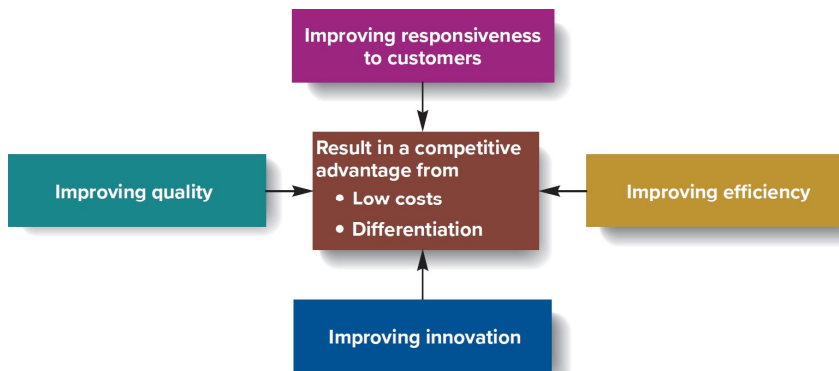 Improving responsiveness
to customers
Improving quality
Result in a competitive
advantage from
• Low costs
• Differentiation
Improving efficiency
Improving innovation